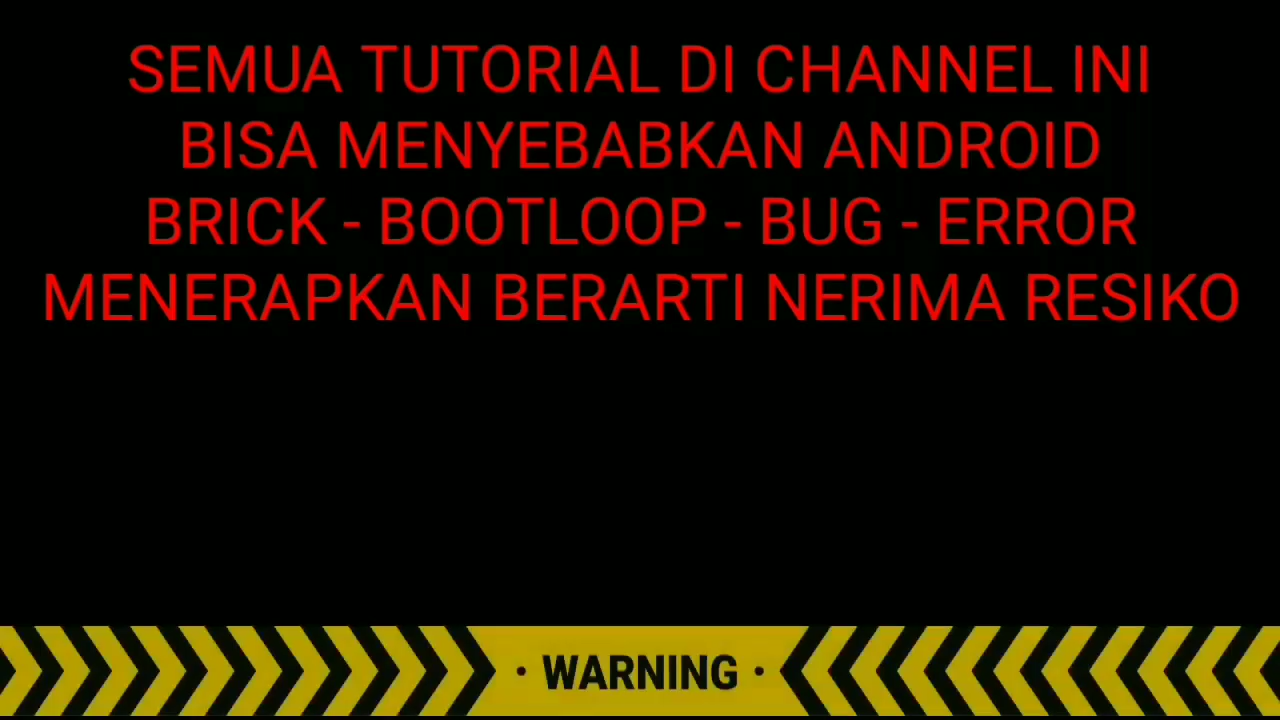 SEMUA TUTORIAL DI CHANNEL INI
BISA MENYEBABKAN ANDROID
BRICK - BOOTLOOP - BUG - ERROR
MENERAPKAN BERARTI NERIMA RESIKO
· WARNING ·